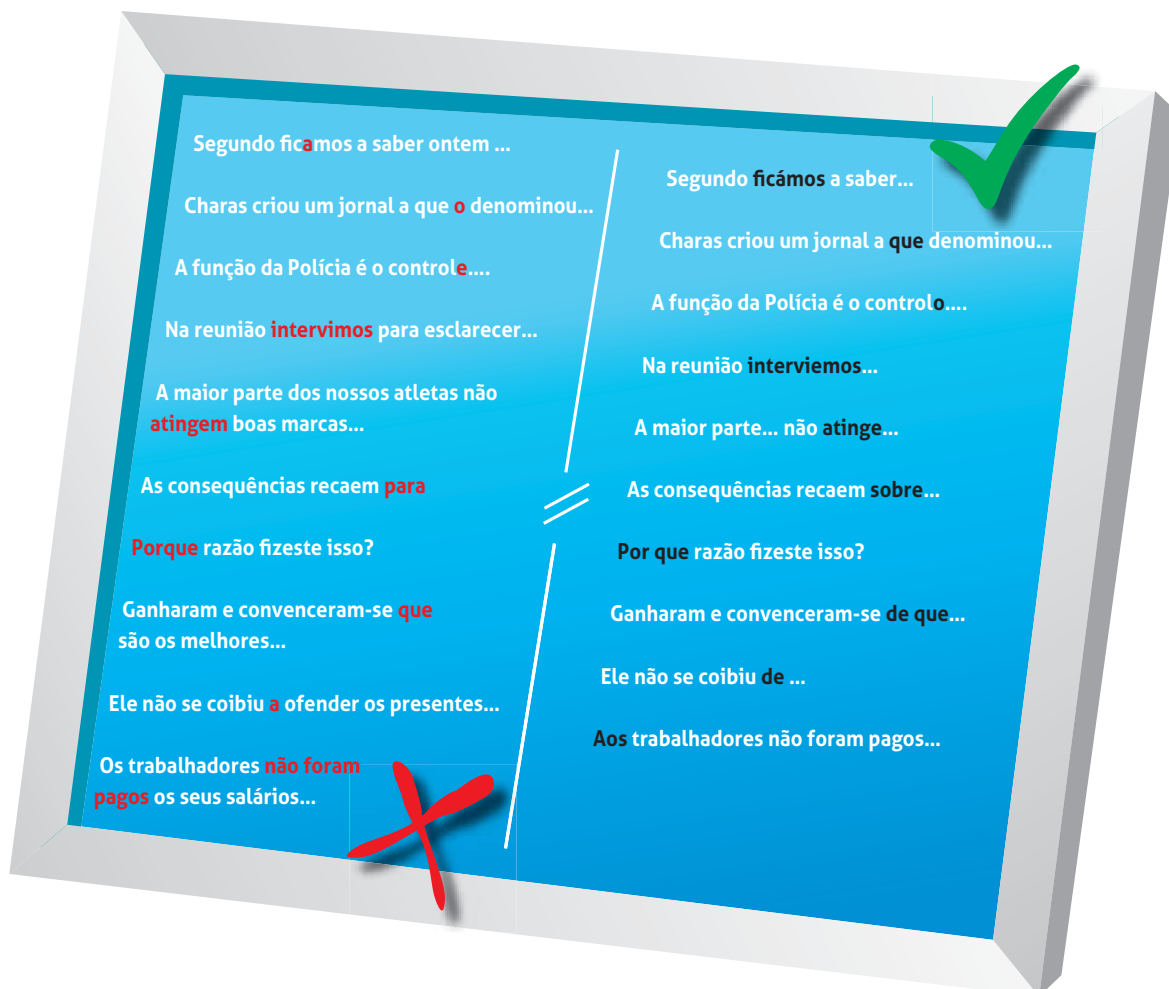 Segundo ficamos a saber ontem ...
Charas criou um jornal a que o denominou...
A função da Polícia é o controle....
Na reunião intervimos para esclarecer...
A maior parte dos nossos atletas não
atingem boas marcas...
As consequências recaem para
Porque razão fizeste isso?
Ganharam e convenceram-se que
são os melhores...
Ele não se coibiu a ofender os presentes...
Os trabalhadores não foram
pagos os seus salários...
Segundo ficámos a saber...
Charas criou um jornal a que denominou...
A função da Polícia é o controlo....
Na reunião interviemos...
A maior parte... não atinge...
As consequências recaem sobre...
Por que razão fizeste isso?
Ganharam e convenceram-se de que...
Ele não se coibiu de ...
Aos trabalhadores não foram pagos...